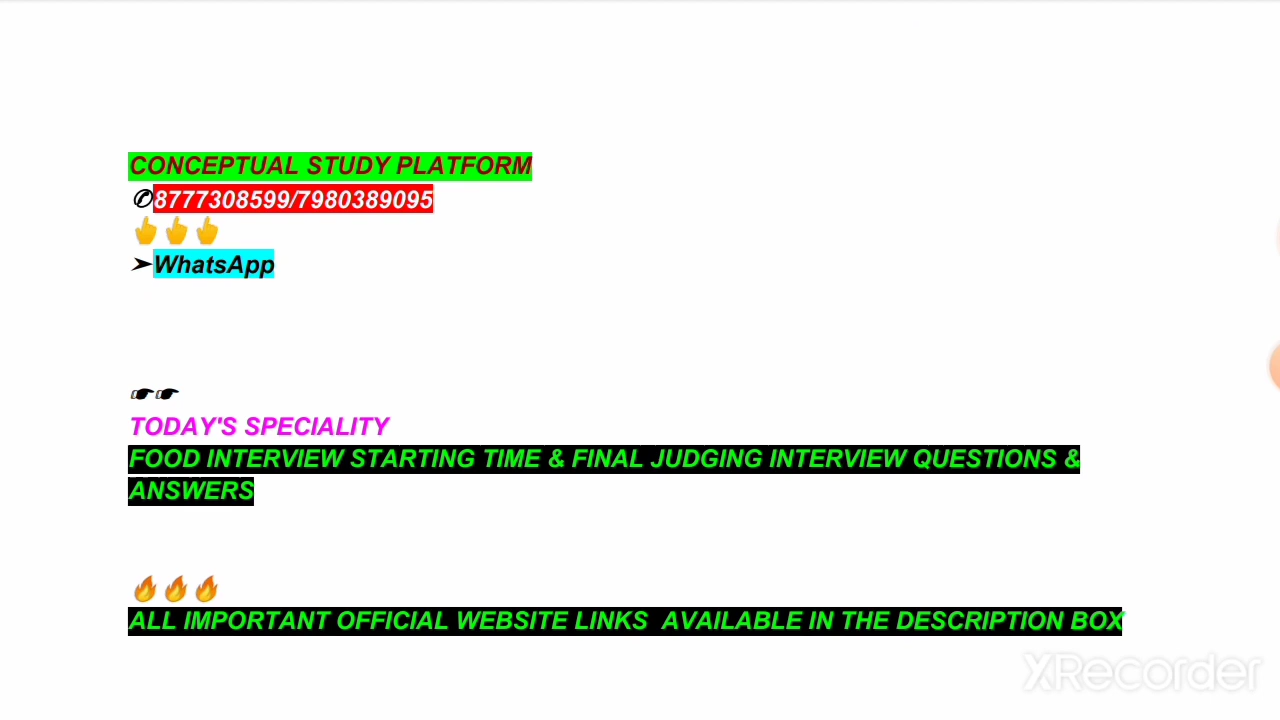 CONCEPTUAL STUDY PLATFORM
✆8777308599/7980389095
👆👆👆
➤WhatsApp
☛☛
TODAY'S SPECIALITY
FOOD INTERVIEW STARTING TIME & FINAL JUDGING INTERVIEW QUESTIONS &
ANSWERS
🔥🔥🔥
ALL IMPORTANT OFFICIAL WEBSITE LINKS  AVAILABLE IN THE DESCRIPTION BOX
XRecorder